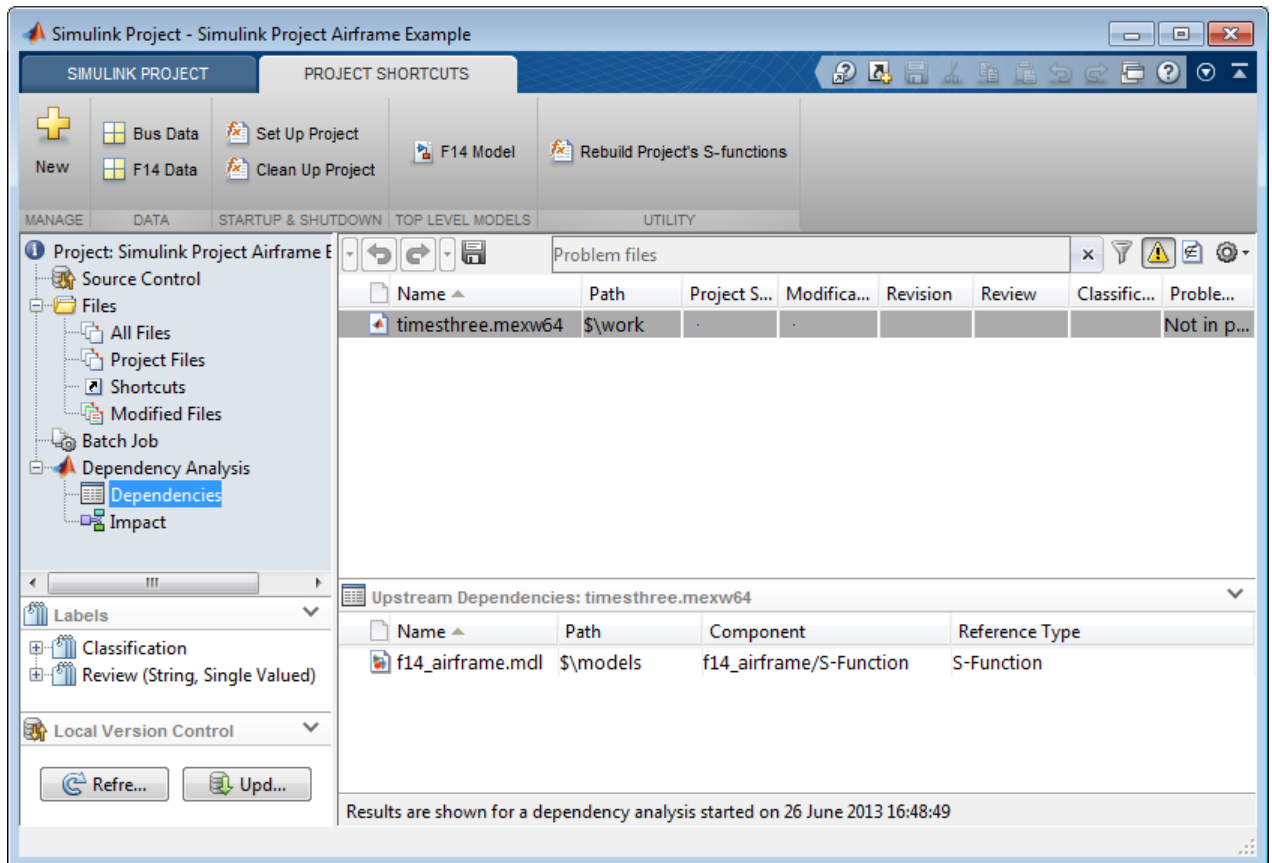 Simulink Project - Simulink Project Airframe Example
SIMULINK PROJECT PROJECT SHORTCUTS
New
Bus Data
F14 Data
Set Up Project
Clean Up Project
F14 Model
Rebuild Project's S-functions
MANAGE DATA STARTUP & SHUTDOWN TOP LEVEL MODELS UTILITY
Project: Simulink Project Airframe E
Source Control
Files
All Files
Project Files
Shortcuts
Modified Files
Batch Job
Dependency Analysis
Dependencies
Impact
Labels
Classification
Review (String, Single Valued)
Local Version Control
Refre... Upd...
Problem files
Name Path Project S... Modifica... Revision Review Classific... Proble...
timesthree.mexw64 $\work Not in p...
Upstream Dependencies: timesthree.mexw64
Name Path Component Reference Type
f14_airframe.mdl $\models f14_airframe/S-Function S-Function
Results are shown for a dependency analysis started on 26 June 2013 16:48:49